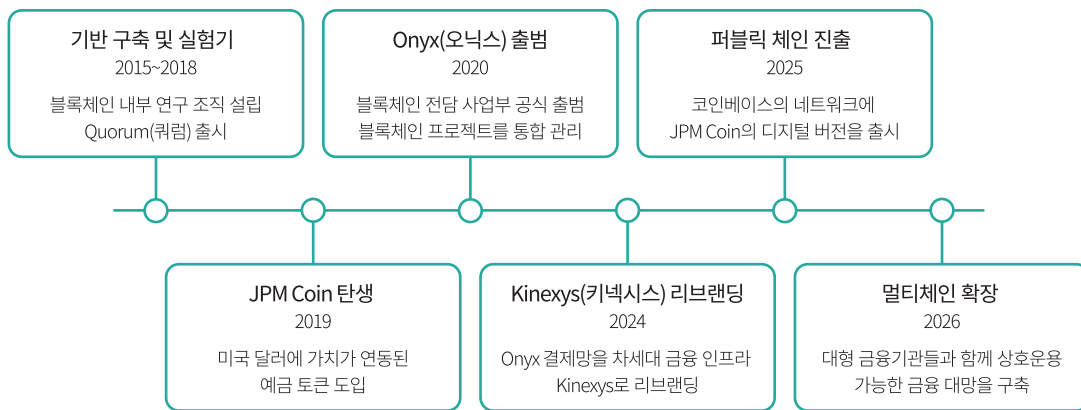 기반 구축 및 실험기
2015~2018
블록체인 내부 연구 조직 설립
Quorum(쿼럼) 출시
JPM Coin 탄생
2019
미국 달러에 가치가 연동된
예금 토큰 도입
Onyx(오닉스) 출범
2020
블록체인 전담 사업부 공식 출범
블록체인 프로젝트를 통합 관리
Kinexys(키넥시스) 리브랜딩
2024
Onyx 결제망을 차세대 금융 인프라
Kinexys로 리브랜딩
퍼블릭 체인 진출
2025
코인베이스의 네트워크에
JPM Coin의 디지털 버전을 출시
멀티체인 확장
2026
대형 금융기관들과 함께 상호운용
가능한 금융 대망을 구축